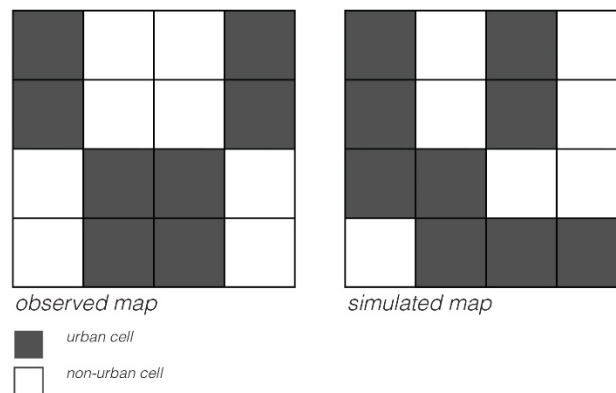 observed map
simulated map
urban cell
non-urban cell